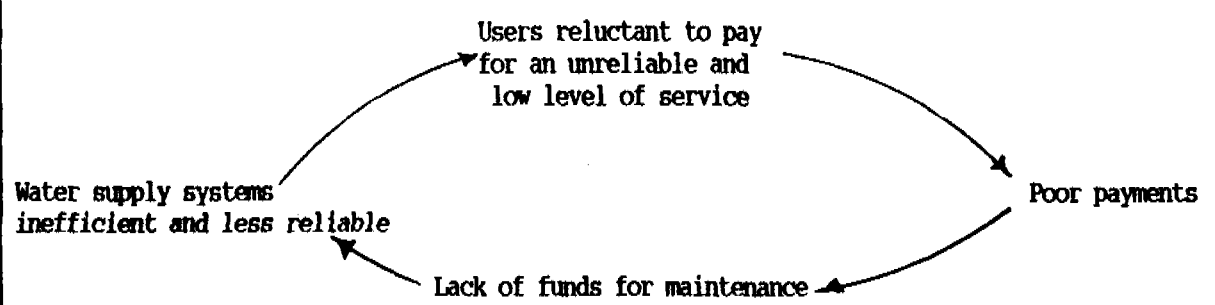 Users reluctant to pay
for an unreliable and
low level of service
Water supply systems
inefficient and less reliable
Poor payments
Lack of funds for maintenance